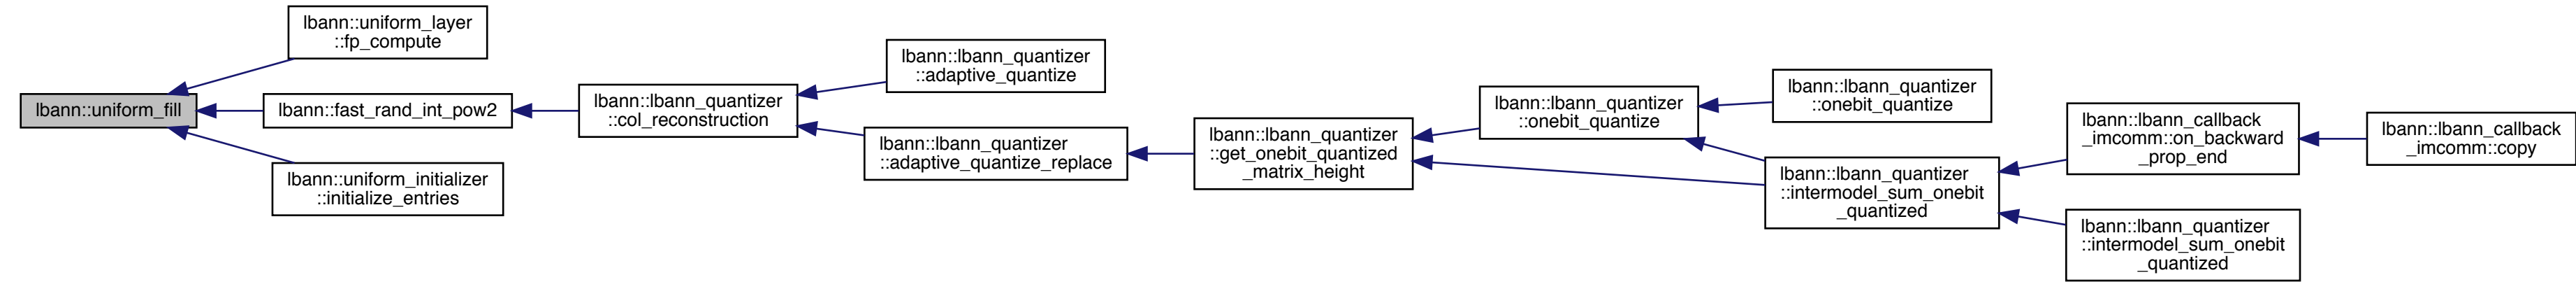 lbann::uniform_fill
lbann::uniform_layer
::fp_compute
lbann::fast_rand_int_pow2
lbann::uniform_initializer
::initialize_entries
lbann::lbann_quantizer
::col_reconstruction
lbann::lbann_quantizer
::adaptive_quantize
lbann::lbann_quantizer
::adaptive_quantize_replace
lbann::lbann_quantizer
::get_onebit_quantized
_matrix_height
lbann::lbann_quantizer
::onebit_quantize
lbann::lbann_quantizer
::onebit_quantize
lbann::lbann_quantizer
::intermodel_sum_onebit
_quantized
lbann::lbann_callback
_imcomm::on_backward
_prop_end
lbann::lbann_quantizer
::intermodel_sum_onebit
_quantized
lbann::lbann_callback
_imcomm::copy